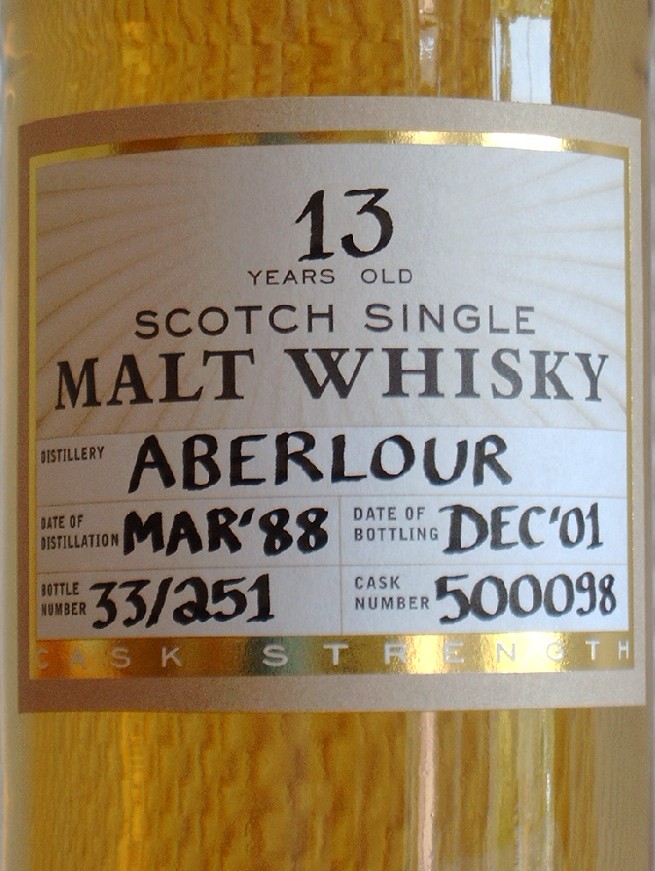 13
YEARS OLD
SCOTCH SINGLE
MALT WHISKY
DISTILLERY ABERLOUR
DATE OF DISTILLATION MAR'88 DATE OF BOTTLING DEC'01
BOTTLE NUMBER 33/251 CASK NUMBER 500098
CASK STRENGTH